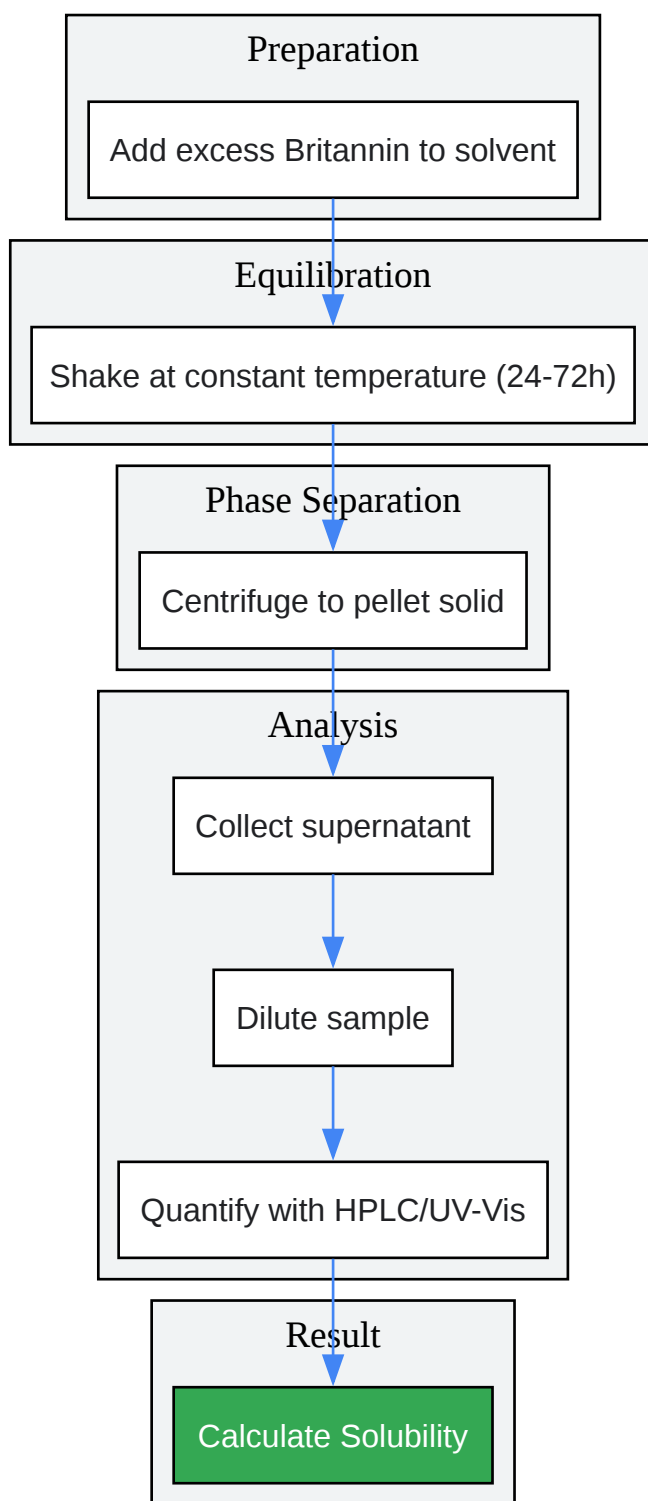 Preparation
Add excess Britannin to solvent
Equilibration
Shake at constant temperature (24-72h)
Phase Separation
Centrifuge to pellet solid
Analysis
Collect supernatant
Dilute sample
Quantify with HPLC/UV-Vis
Result
Calculate Solubility